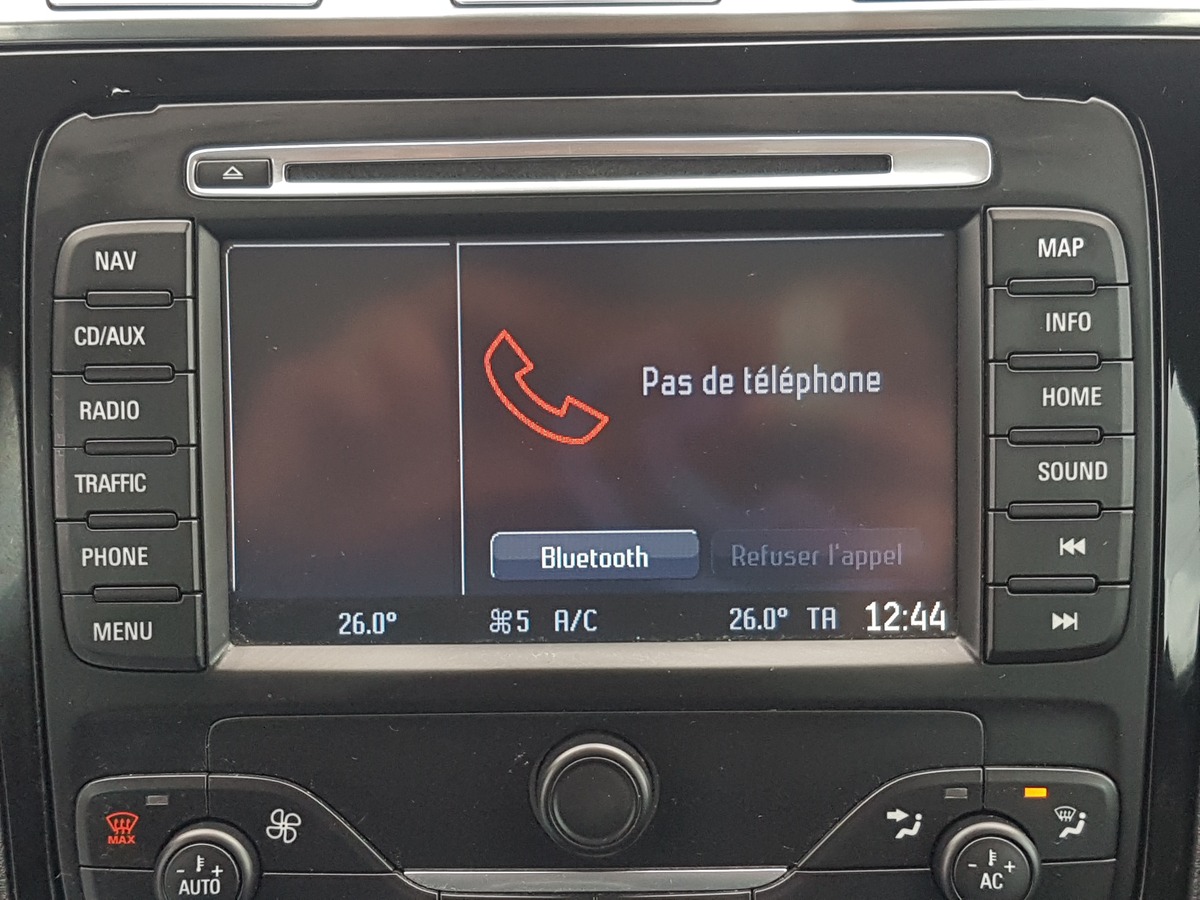 NAV
CD/AUX
RADIO
TRAFFIC
PHONE
MENU
Pas de téléphone
Bluetooth
Refuser l'appel
26.0°
5 A/C
26.0° TA 12:44
MAP
INFO
HOME
SOUND
MAX
- +
AUTO
- +
AC